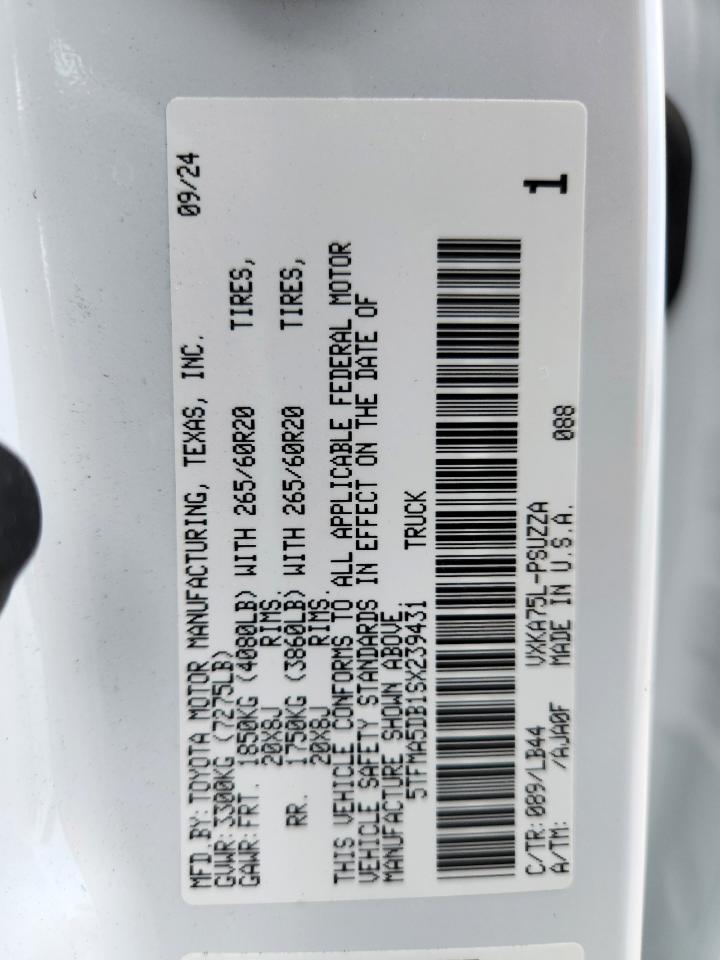 MFD.BY:TOYOTA MOTOR MANUFACTURING, TEXAS, INC. 09/24
GVWR:3300KG (7275LB)
GAWR:FRT. 1850KG (4080LB) WITH 265/60R20 TIRES,
20X8J RIMS.
RR. 1750KG (3860LB) WITH 265/60R20 TIRES,
20X8J RIMS.
THIS VEHICLE CONFORMS TO ALL APPLICABLE FEDERAL MOTOR
VEHICLE SAFETY STANDARDS IN EFFECT ON THE DATE OF
MANUFACTURE SHOWN ABOVE.
5TFMA5DB1SX239431 TRUCK
C/TR:089/LB44 VXKA75L-PSUZZA 088 1
A/TM: /AJA0F MADE IN U.S.A.